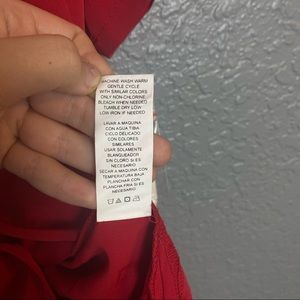 MACHINE WASH WARM
GENTLE CYCLE
WITH SIMILAR COLORS
ONLY NON-CHLORINE
BLEACH WHEN NEEDED
TUMBLE DRY LOW
LOW IRON IF NEEDED
LAVAR A MAQUINA
CON AGUA TIBIA
CICLO DELICADO
CON COLORES
SIMILARES
USAR SOLAMENTE
BLANQUEADOR
SIN CLORO SI ES
NECESARIO
SECAR A MAQUINA CON
TEMPERATURA BAJA
PLANCHAR CON
PLANCHA FRIA SI ES
NECESARIO